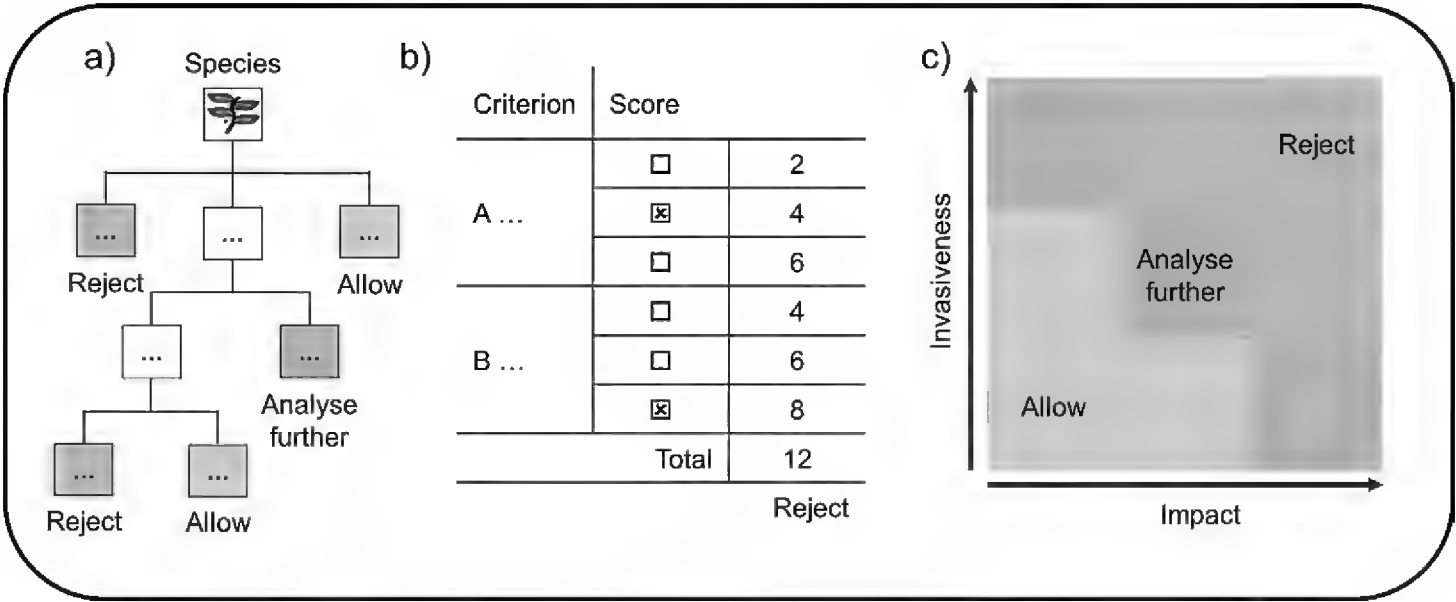 a)
Species
...
...
...
Reject
Allow
...
...
Analyse
further
...
...
Reject
Allow
b)
Criterion Score
2
A ... 4
6
4
B ... 6
8
Total 12
Reject
c)
Invasiveness
Reject
Analyse
further
Allow
Impact